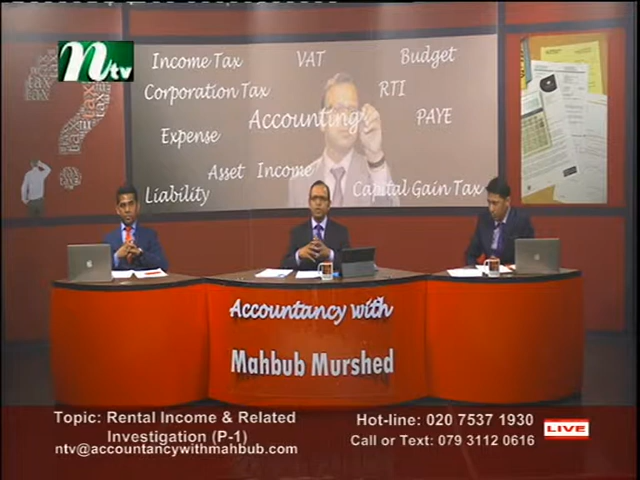 ntv
Income Tax
VAT
Budget
Corporation Tax
RTI
Accounting
PAYE
Expense
Asset
Income
Liability
Capital Gain Tax
tax
Accountancy with
Mahbub Murshed
Topic: Rental Income & Related
Investigation (P-1)
ntv@accountancywithmahbub.com
Hot-line: 020 7537 1930
Call or Text: 079 3112 0616
LIVE